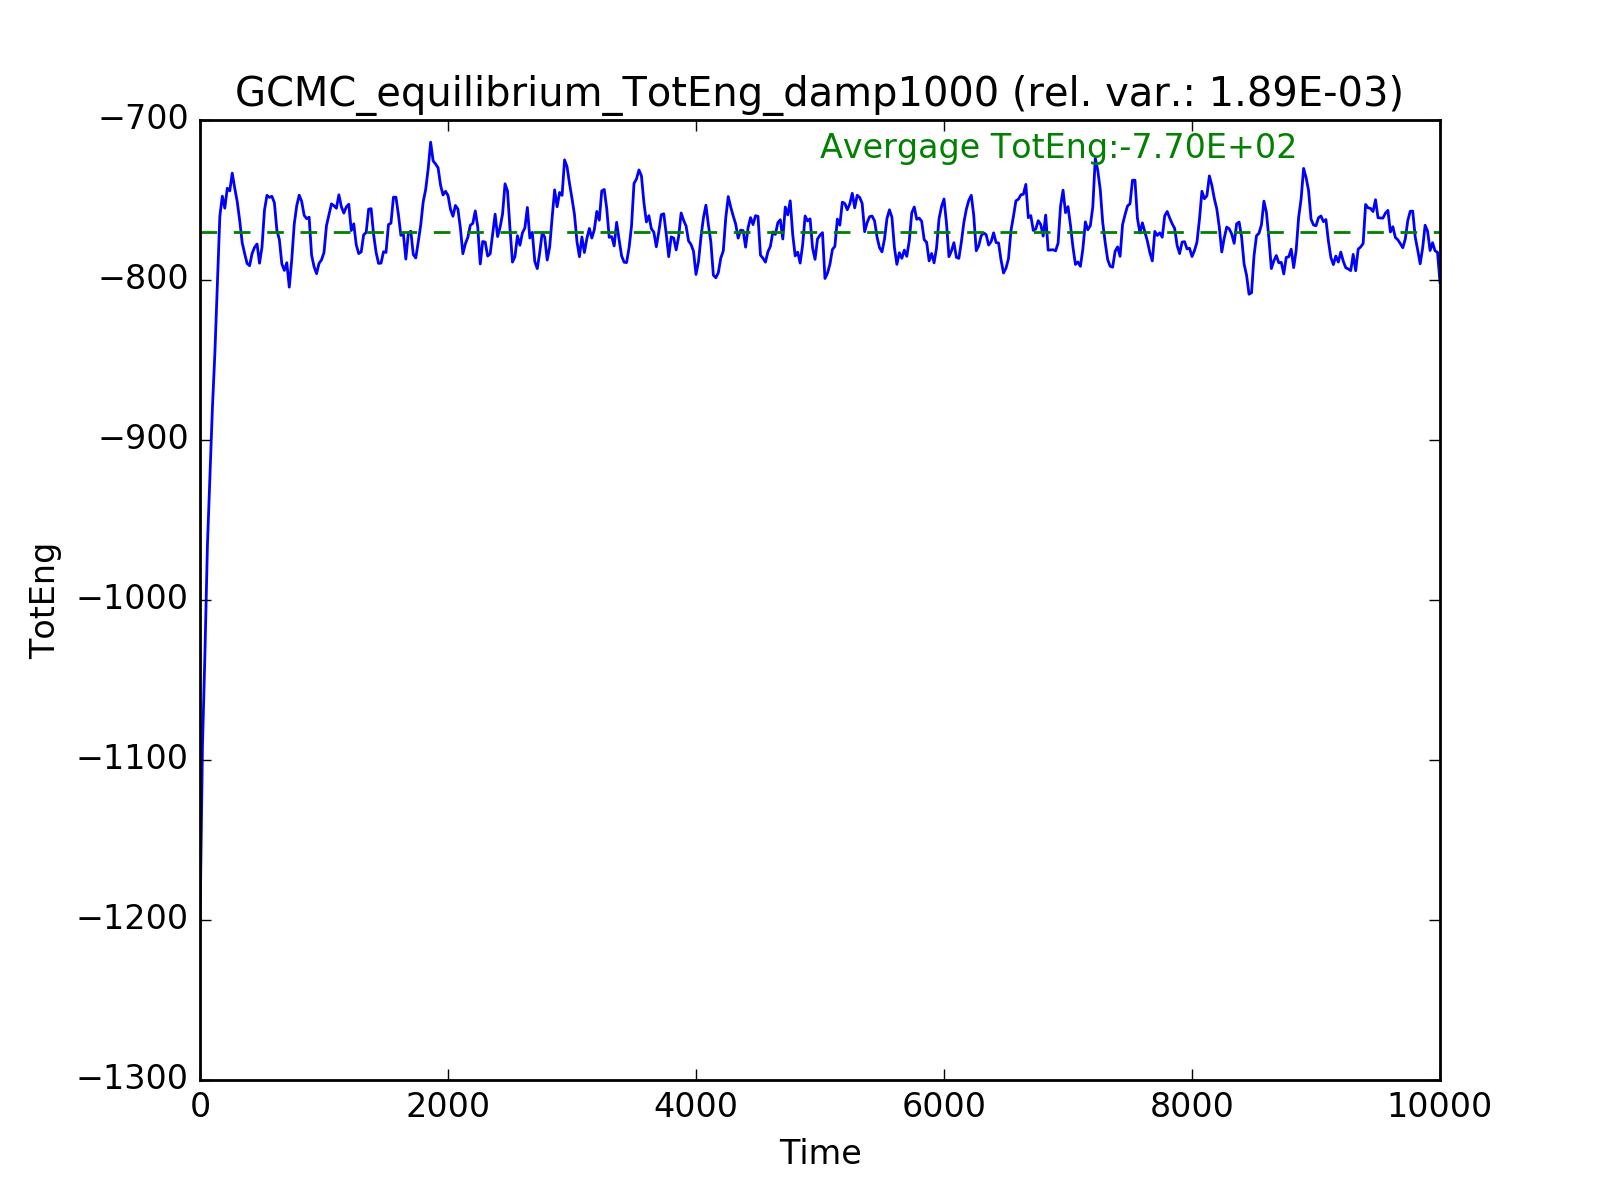 GCMC_equilibrium_TotEng_damp1000 (rel. var.: 1.89E-03)
Avergage TotEng:-7.70E+02
−700
−800
−900
−1000
−1100
−1200
−1300
TotEng
0 2000 4000 6000 8000 10000
Time